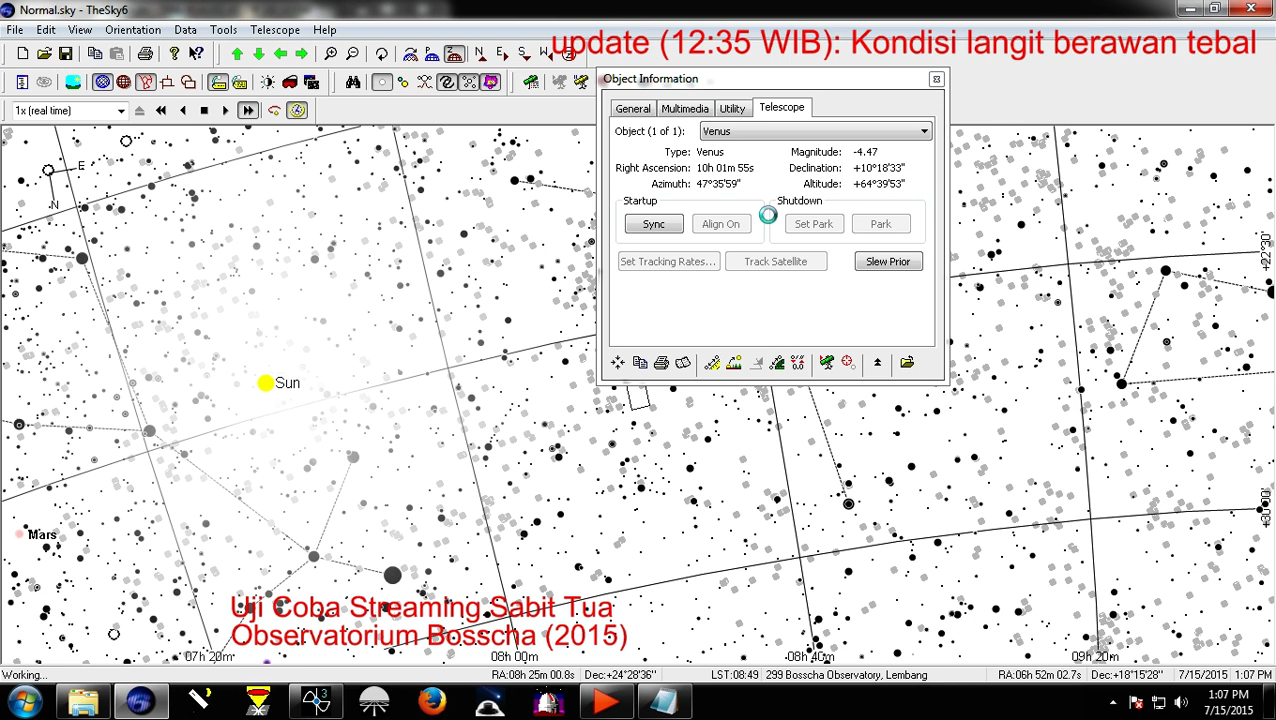 Normal.sky - TheSky6
File Edit View Orientation Data Tools Telescope Help
update (12:35 WIB): Kondisi langit berawan tebal
1x (real time)
Object Information
General Multimedia Utility Telescope
Object (1 of 1): Venus
Type: Venus Magnitude: -4.47
Right Ascension: 10h 01m 55s Declination: +10°18'33"
Azimuth: 47°35'59" Altitude: +64°39'53"
Startup Shutdown
Sync Align On Set Park Park
Set Tracking Rates... Track Satellite Slew Prior
E
N
+22°30'
Sun
Mars
Uji Coba Streaming Sabit Tua
Observatorium Bosscha (2015)
07h 20m 08h 00m 08h 40m 09h 20m
Working... RA:08h 25m 00.8s Dec:+24°28'36" LST:08:49 299 Bosscha Observatory, Lembang RA:06h 52m 02.7s Dec:+18°15'28" 7/15/2015 1:07 PM
1:07 PM
7/15/2015